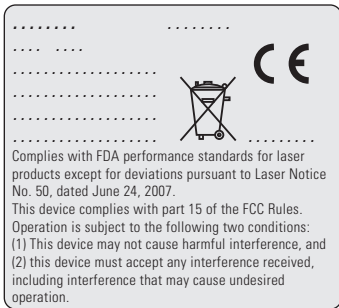 CE
Complies with FDA performance standards for laser
products except for deviations pursuant to Laser Notice
No. 50, dated June 24, 2007.
This device complies with part 15 of the FCC Rules.
Operation is subject to the following two conditions:
(1) This device may not cause harmful interference, and
(2) this device must accept any interference received,
including interference that may cause undesired
operation.